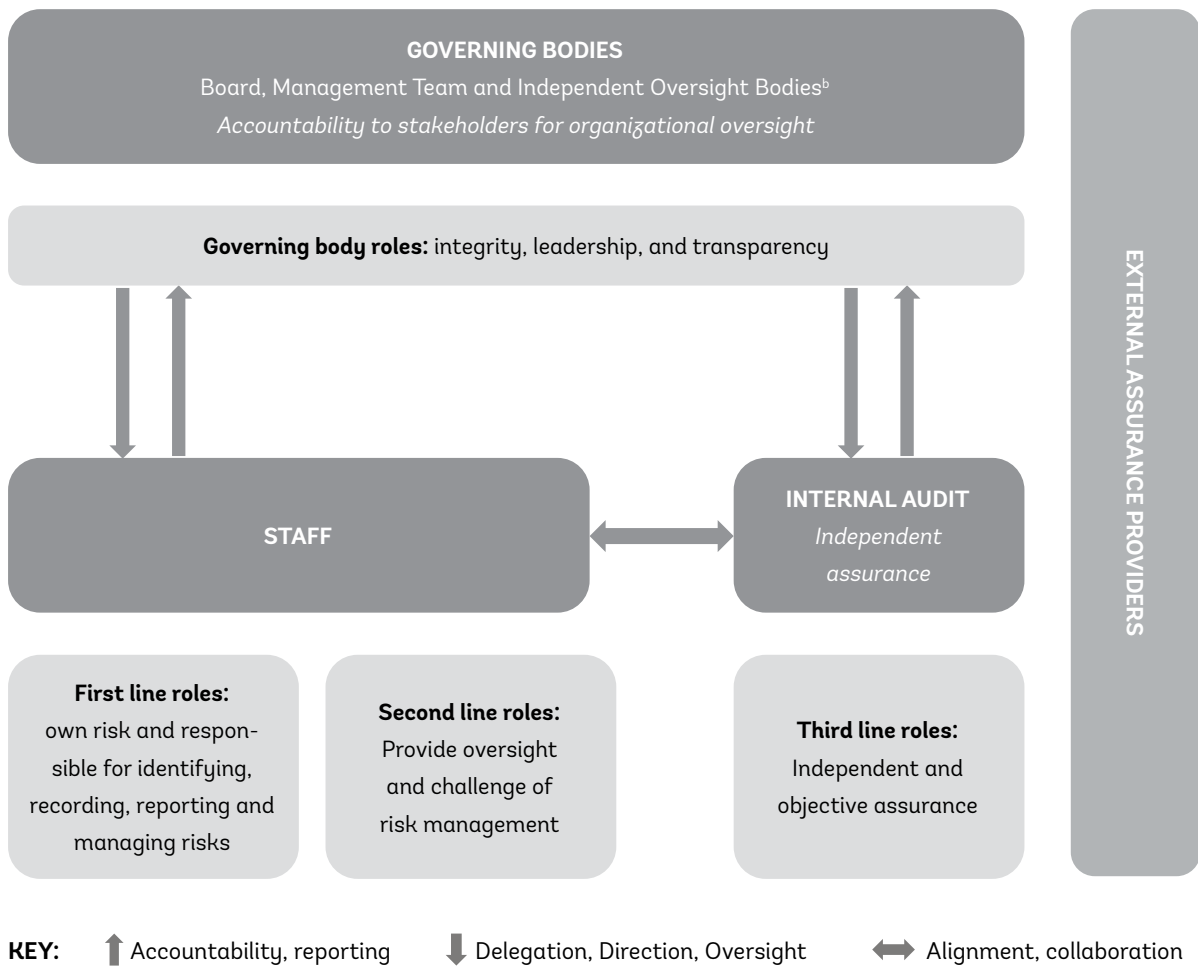 GOVERNING BODIES
Board, Management Team and Independent Oversight Bodiesᵇ
Accountability to stakeholders for organizational oversight
Governing body roles: integrity, leadership, and transparency
STAFF
INTERNAL AUDIT
Independent
assurance
First line roles:
own risk and respon-
sible for identifying,
recording, reporting and
managing risks
Second line roles:
Provide oversight
and challenge of
risk management
Third line roles:
Independent and
objective assurance
EXTERNAL ASSURANCE PROVIDERS
KEY: Accountability, reporting Delegation, Direction, Oversight Alignment, collaboration